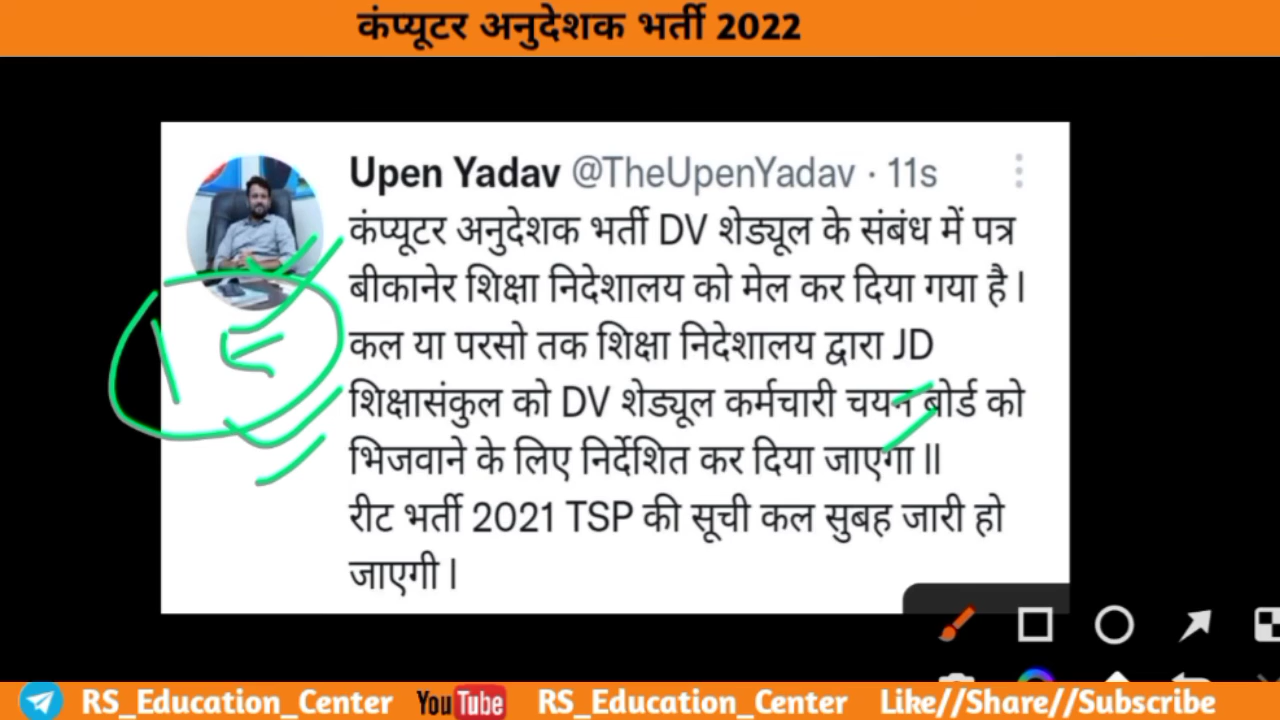 कंप्यूटर अनुदेशक भर्ती 2022
Upen Yadav @TheUpenYadav · 11s
कंप्यूटर अनुदेशक भर्ती DV शेड्यूल के संबंध में पत्र
बीकानेर शिक्षा निदेशालय को मेल कर दिया गया है I
कल या परसो तक शिक्षा निदेशालय द्वारा JD
शिक्षासंकुल को DV शेड्यूल कर्मचारी चयन बोर्ड को
भिजवाने के लिए निर्देशित कर दिया जाएगा II
रीट भर्ती 2021 TSP की सूची कल सुबह जारी हो
जाएगी I
15
RS_Education_Center YouTube RS_Education_Center Like//Share//Subscribe